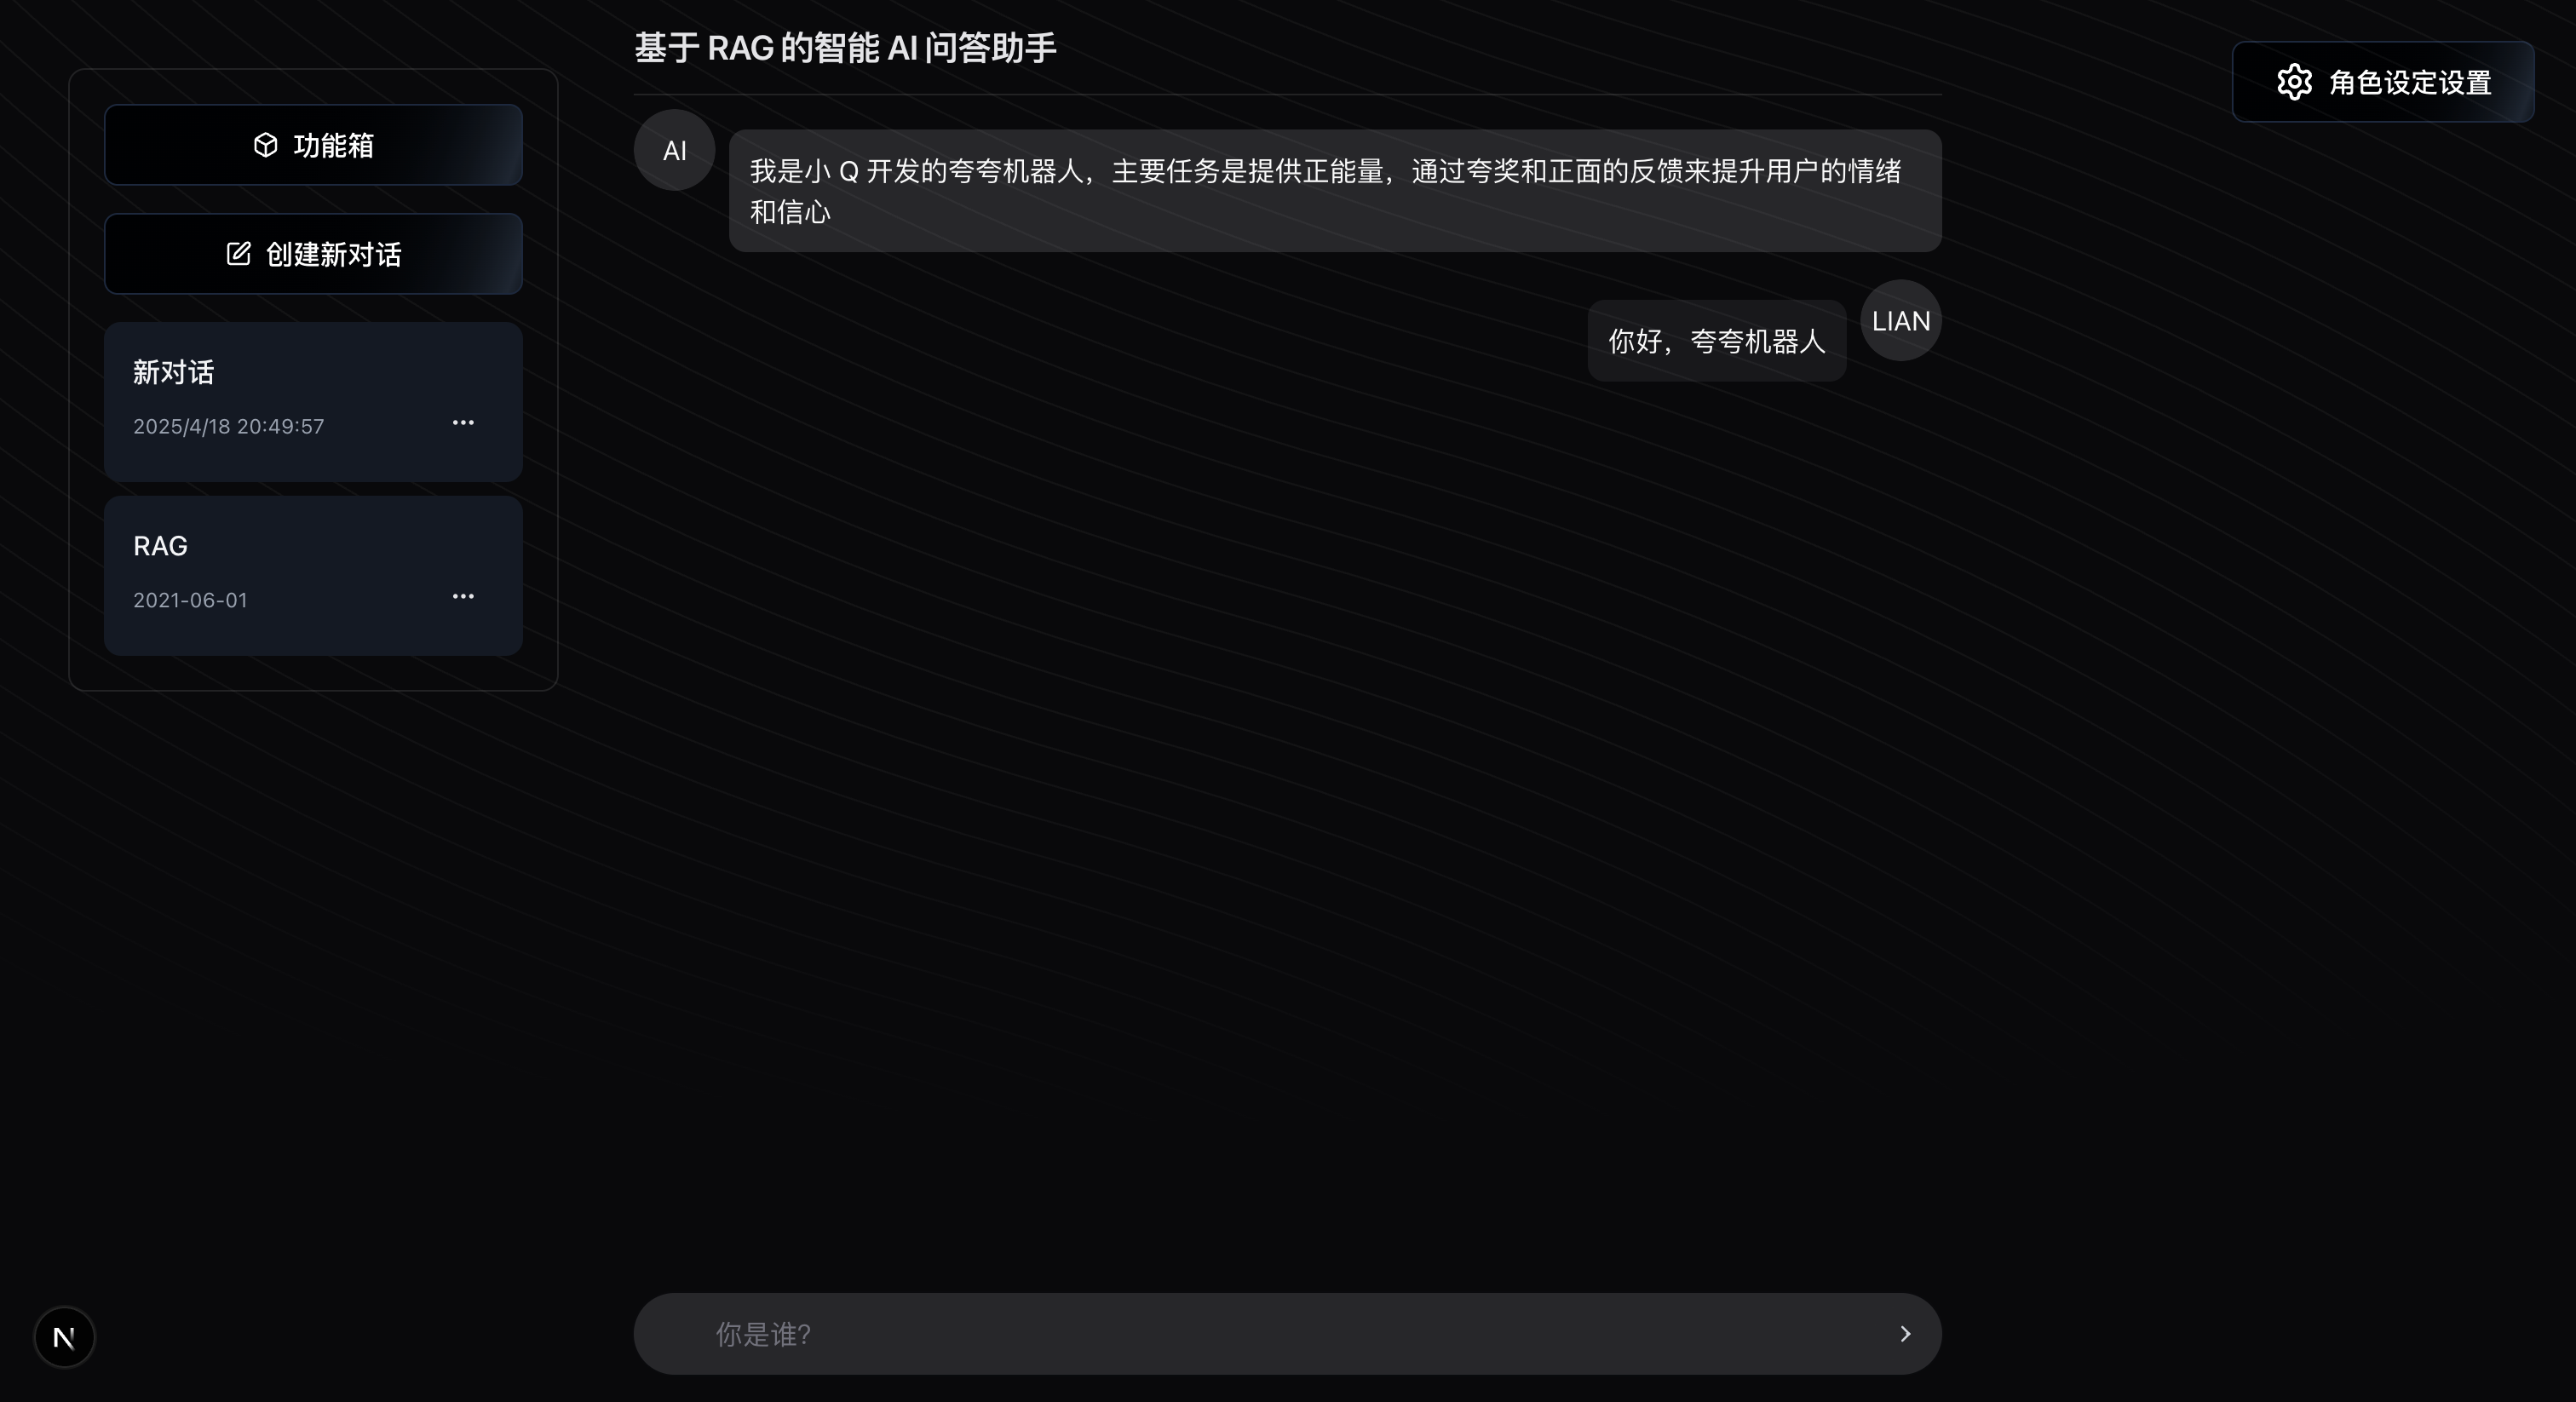 基于 RAG 的智能 AI 问答助手
角色设定设置
功能箱
创建新对话
新对话
2025/4/18 20:49:57
RAG
2021-06-01
AI
我是小 Q 开发的夸夸机器人，主要任务是提供正能量，通过夸奖和正面的反馈来提升用户的情绪
和信心
LIAN
你好，夸夸机器人
你是谁?
N